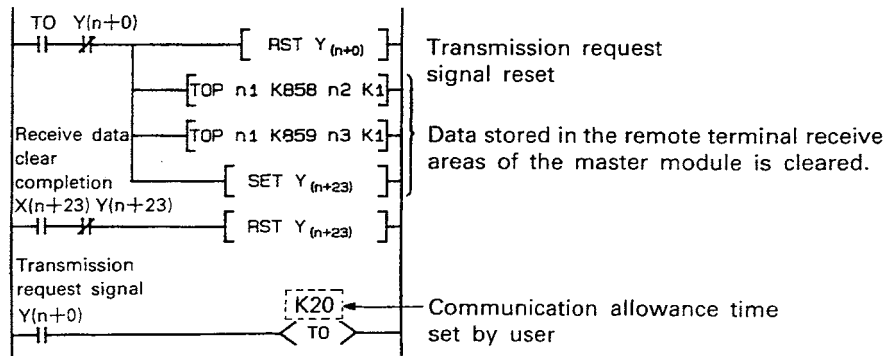 TO Y(n+0)
RST Y(n+0)
Transmission request
signal reset
TOP n1 K858 n2 K1
TOP n1 K859 n3 K1
Data stored in the remote terminal receive
areas of the master module is cleared.
Receive data
clear
completion
SET Y(n+23)
X(n+23) Y(n+23)
RST Y(n+23)
Transmission
request signal
Y(n+0)
K20
TO
Communication allowance time
set by user